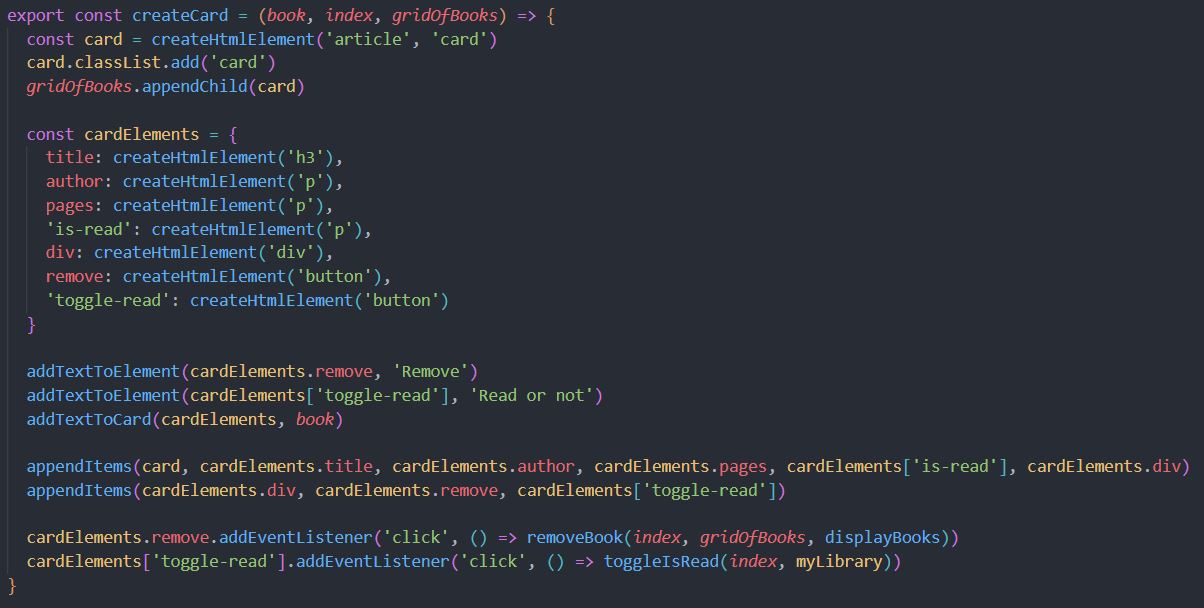 export const createCard = (book, index, gridOfBooks) => {
  const card = createHtmlElement('article', 'card')
  card.classList.add('card')
  gridOfBooks.appendChild(card)

  const cardElements = {
    title: createHtmlElement('h3'),
    author: createHtmlElement('p'),
    pages: createHtmlElement('p'),
    'is-read': createHtmlElement('p'),
    div: createHtmlElement('div'),
    remove: createHtmlElement('button'),
    'toggle-read': createHtmlElement('button')
  }

  addTextToElement(cardElements.remove, 'Remove')
  addTextToElement(cardElements['toggle-read'], 'Read or not')
  addTextToCard(cardElements, book)

  appendItems(card, cardElements.title, cardElements.author, cardElements.pages, cardElements['is-read'], cardElements.div)
  appendItems(cardElements.div, cardElements.remove, cardElements['toggle-read'])

  cardElements.remove.addEventListener('click', () => removeBook(index, gridOfBooks, displayBooks))
  cardElements['toggle-read'].addEventListener('click', () => toggleIsRead(index, myLibrary))
}